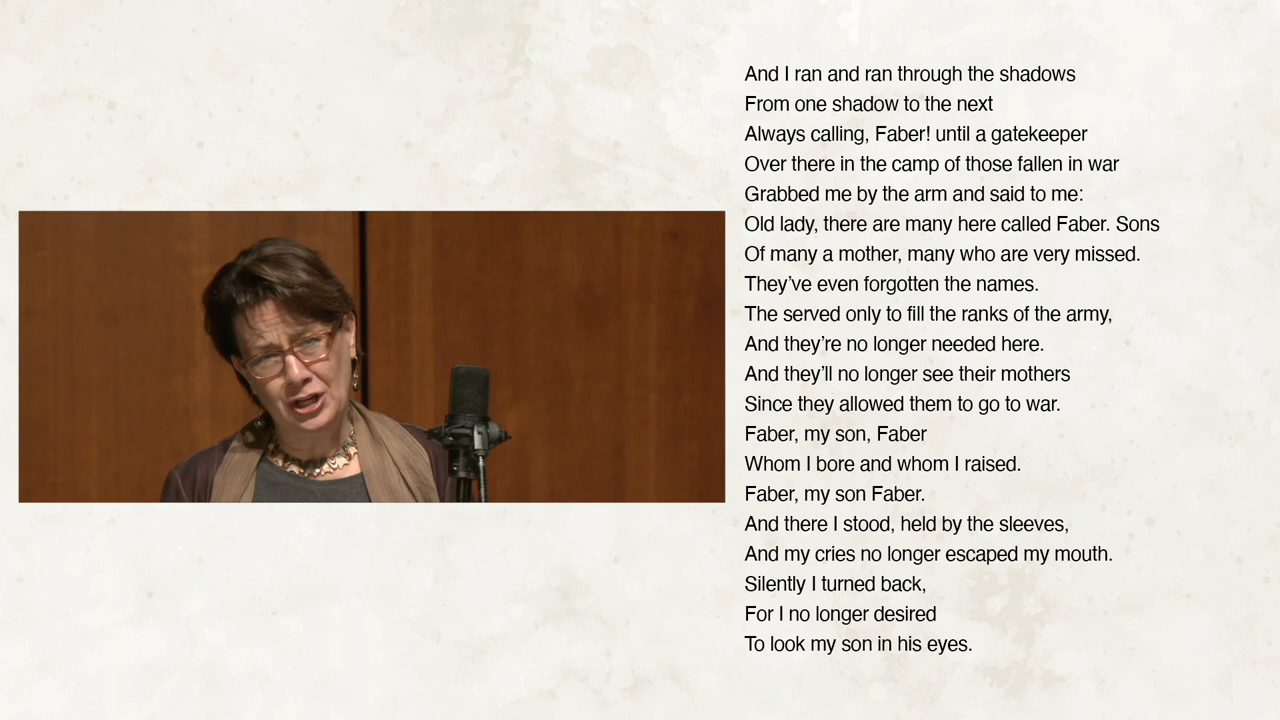 And I ran and ran through the shadows
From one shadow to the next
Always calling, Faber! until a gatekeeper
Over there in the camp of those fallen in war
Grabbed me by the arm and said to me:
Old lady, there are many here called Faber. Sons
Of many a mother, many who are very missed.
They’ve even forgotten the names.
The served only to fill the ranks of the army,
And they’re no longer needed here.
And they’ll no longer see their mothers
Since they allowed them to go to war.
Faber, my son, Faber
Whom I bore and whom I raised.
Faber, my son Faber.
And there I stood, held by the sleeves,
And my cries no longer escaped my mouth.
Silently I turned back,
For I no longer desired
To look my son in his eyes.